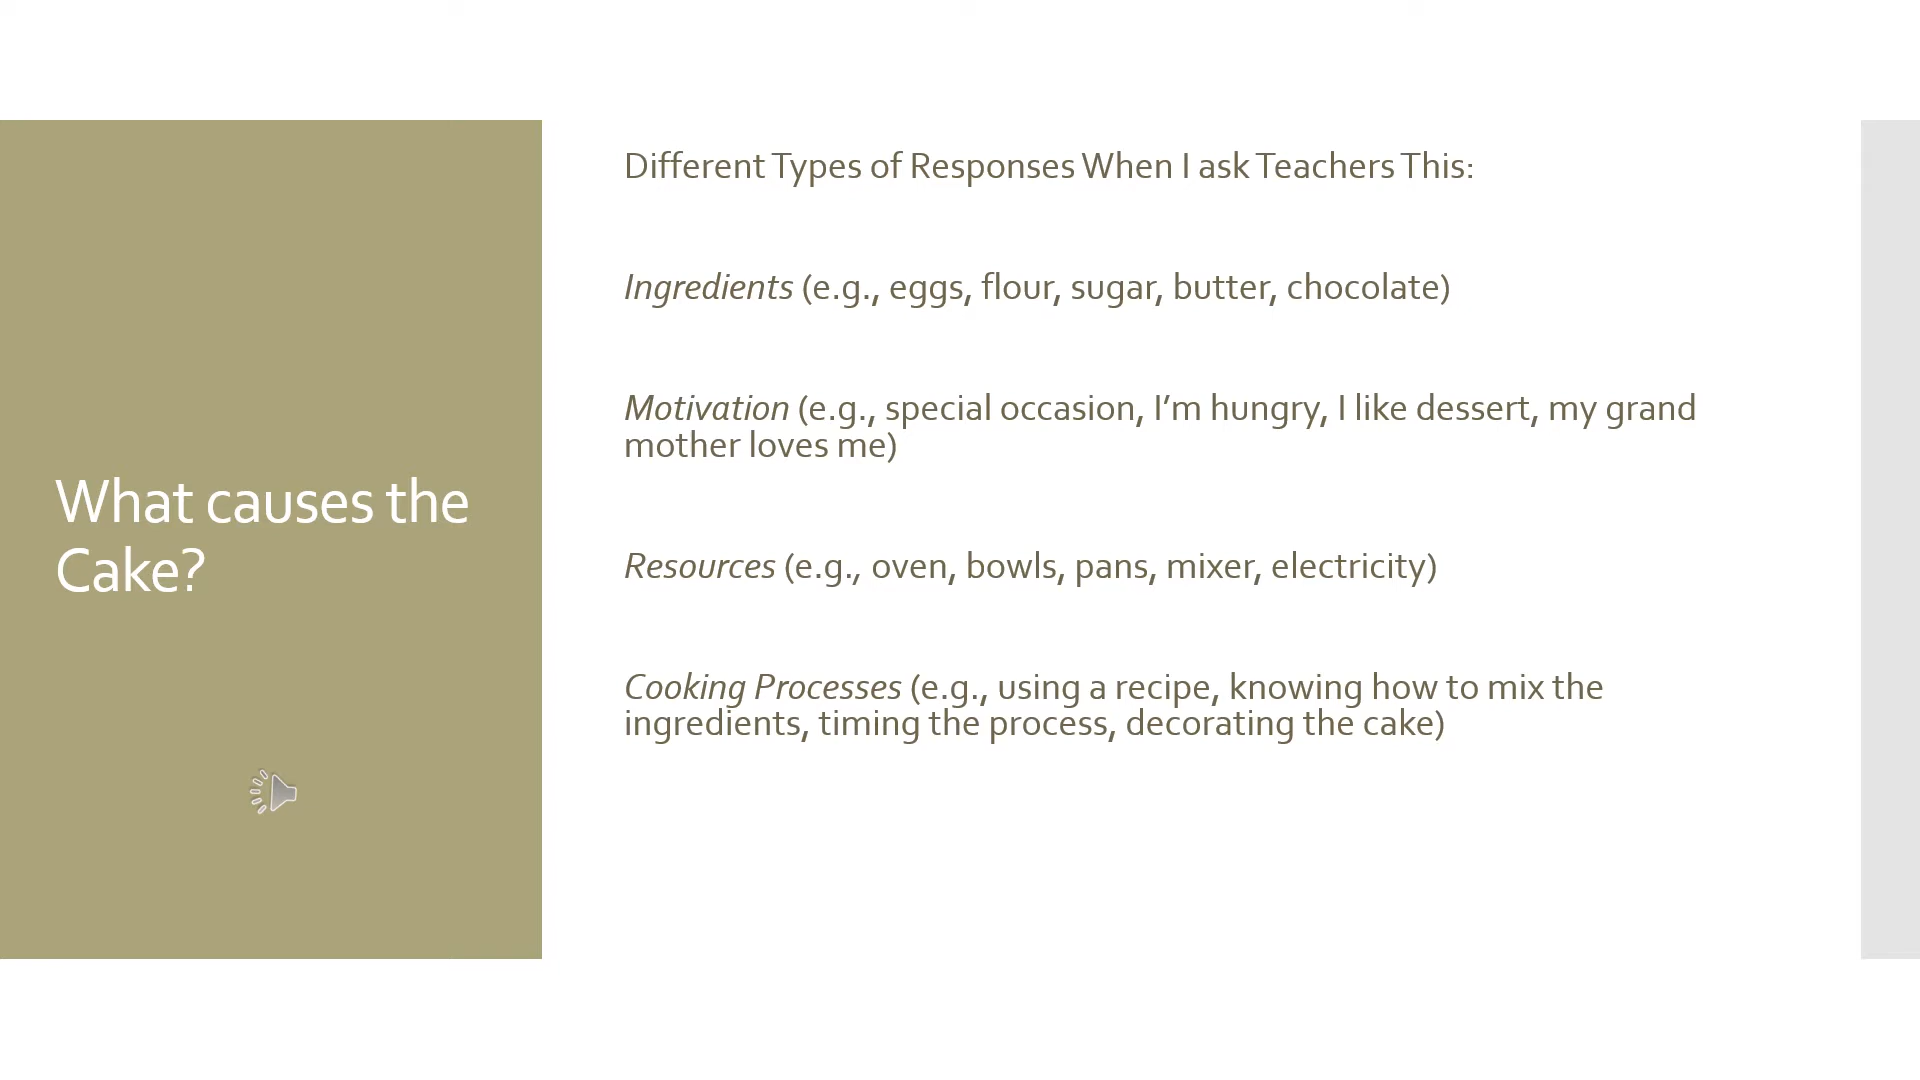 What causes the
Cake?
Different Types of Responses When I ask Teachers This:
Ingredients (e.g., eggs, flour, sugar, butter, chocolate)
Motivation (e.g., special occasion, I’m hungry, I like dessert, my grand
mother loves me)
Resources (e.g., oven, bowls, pans, mixer, electricity)
Cooking Processes (e.g., using a recipe, knowing how to mix the
ingredients, timing the process, decorating the cake)